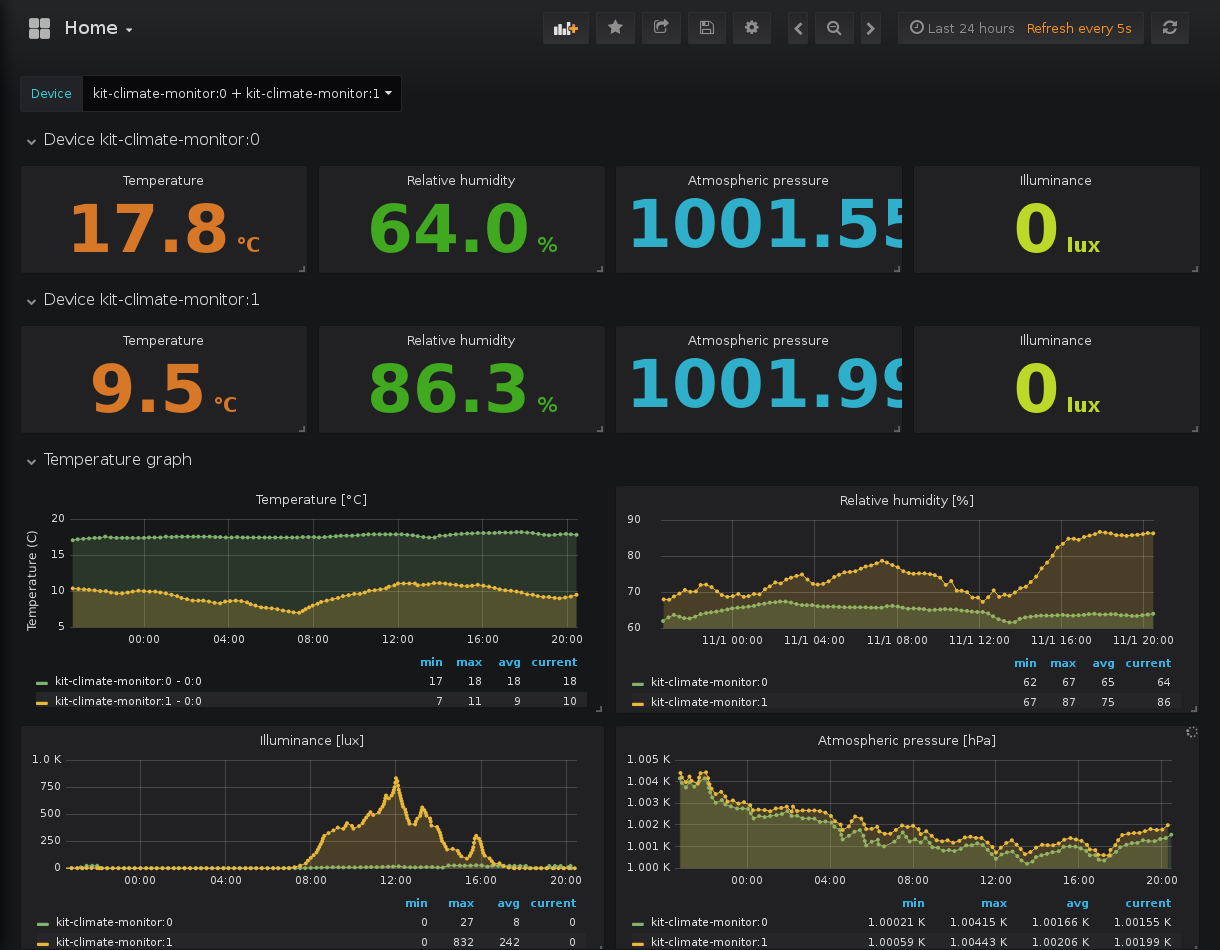 Home
Last 24 hours Refresh every 5s
Device kit-climate-monitor:0 + kit-climate-monitor:1
Device kit-climate-monitor:0
Temperature Relative humidity Atmospheric pressure Illuminance
17.8 °C 64.0 % 1001.55 0 lux
Device kit-climate-monitor:1
Temperature Relative humidity Atmospheric pressure Illuminance
9.5 °C 86.3 % 1001.99 0 lux
Temperature graph
Temperature [°C]
Temperature (C)
20
15
10
5
00:00 04:00 08:00 12:00 16:00 20:00
min max avg current
kit-climate-monitor:0 - 0:0 17 18 18 18
kit-climate-monitor:1 - 0:0 7 11 9 10
Relative humidity [%]
90
80
70
60
11/1 00:00 11/1 04:00 11/1 08:00 11/1 12:00 11/1 16:00 11/1 20:00
min max avg current
kit-climate-monitor:0 62 67 65 64
kit-climate-monitor:1 67 87 75 86
Illuminance [lux]
1.0 K
750
500
250
0
00:00 04:00 08:00 12:00 16:00 20:00
min max avg current
kit-climate-monitor:0 0 27 8 0
kit-climate-monitor:1 0 832 242 0
Atmospheric pressure [hPa]
1.005 K
1.004 K
1.003 K
1.002 K
1.001 K
1.000 K
00:00 04:00 08:00 12:00 16:00 20:00
min max avg current
kit-climate-monitor:0 1.00021 K 1.00415 K 1.00166 K 1.00155 K
kit-climate-monitor:1 1.00059 K 1.00443 K 1.00206 K 1.00199 K